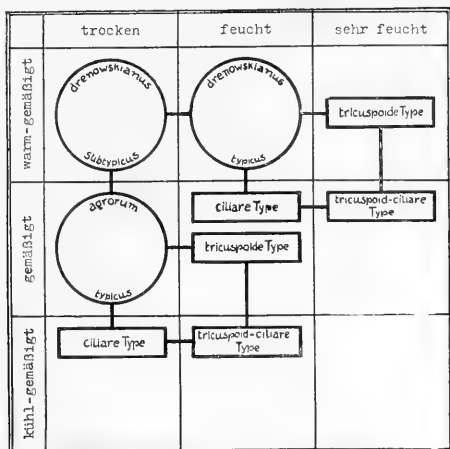 trocken feucht sehr feucht
warm-gemäßigt
drenowskianus
subtypicus
drenowskianus
typicus
tricuspoide Type
gemäßigt
agrorum
typicus
ciliare Type
tricuspoid-ciliare
Type
tricuspoide Type
kühl-gemäßigt
ciliare Type
tricuspoid-ciliare
Type